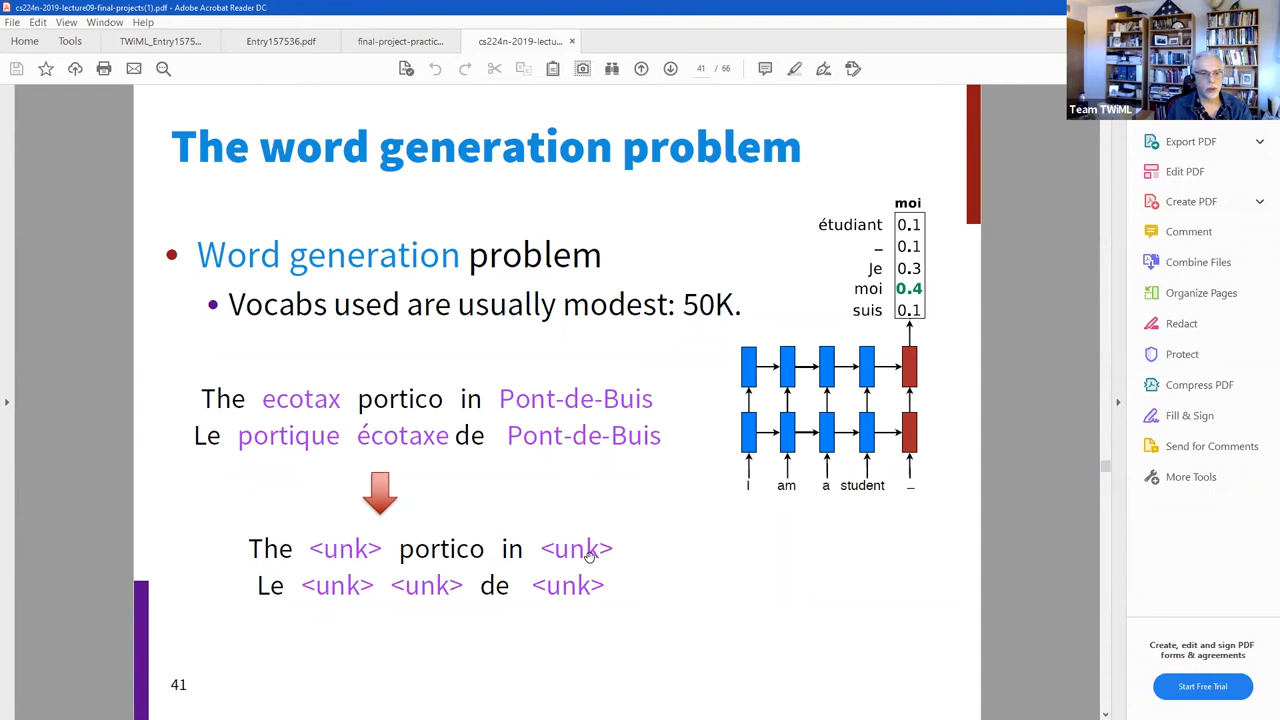 cs224n-2019-lecture09-final-projects(1).pdf - Adobe Acrobat Reader DC
File Edit View Window Help
Home Tools TWiML_Entry1575... Entry157536.pdf final-project-practic... cs224n-2019-lectu... ×
41 / 66
Team TWiML
The word generation problem
• Word generation problem
• Vocabs used are usually modest: 50K.
The ecotax portico in Pont-de-Buis
Le portique écotaxe de Pont-de-Buis
The <unk> portico in <unk>
Le <unk> <unk> de <unk>
41
moi
étudiant 0.1
_ 0.1
Je 0.3
moi 0.4
suis 0.1
I am a student _
Export PDF
Edit PDF
Create PDF
Comment
Combine Files
Organize Pages
Redact
Protect
Compress PDF
Fill & Sign
Send for Comments
More Tools
Create, edit and sign PDF
forms & agreements
Start Free Trial